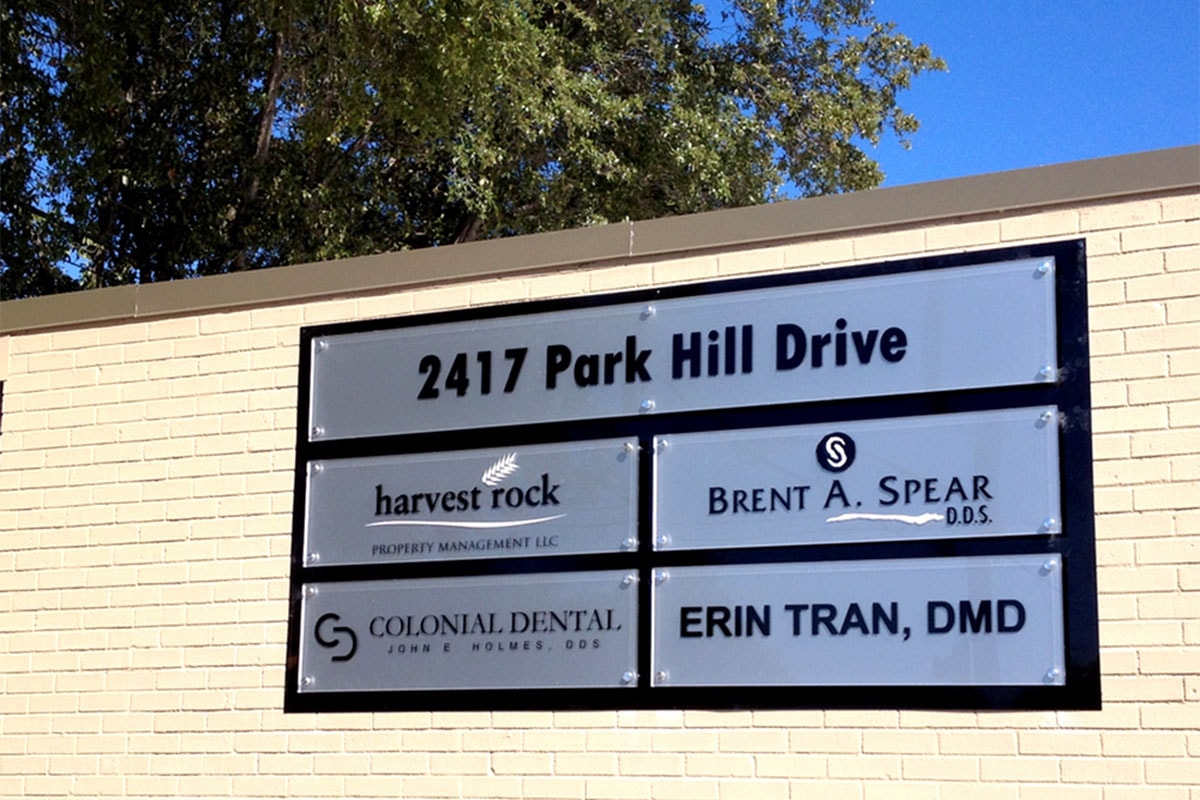 2417 Park Hill Drive
harvest rock
PROPERTY MANAGEMENT LLC
S
BRENT A. SPEAR
D.D.S.
CD
COLONIAL DENTAL
JOHN E HOLMES, DDS
ERIN TRAN, DMD